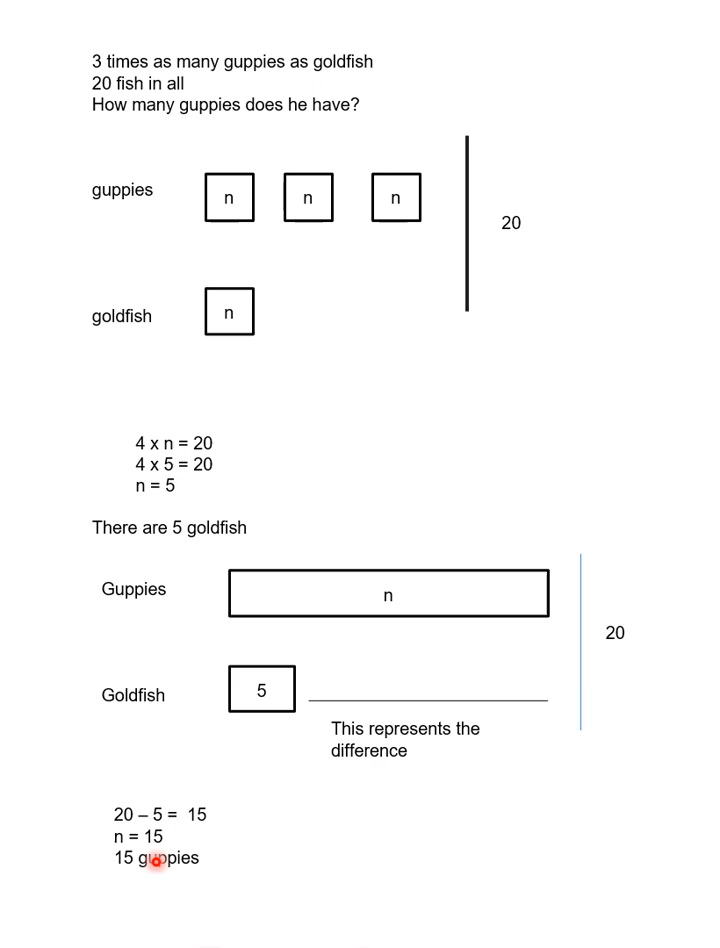 3 times as many guppies as goldfish
20 fish in all
How many guppies does he have?
guppies
n
n
n
20
goldfish
n
4 x n = 20
4 x 5 = 20
n = 5
There are 5 goldfish
Guppies
n
20
Goldfish
5
This represents the
difference
20 – 5 = 15
n = 15
15 guppies